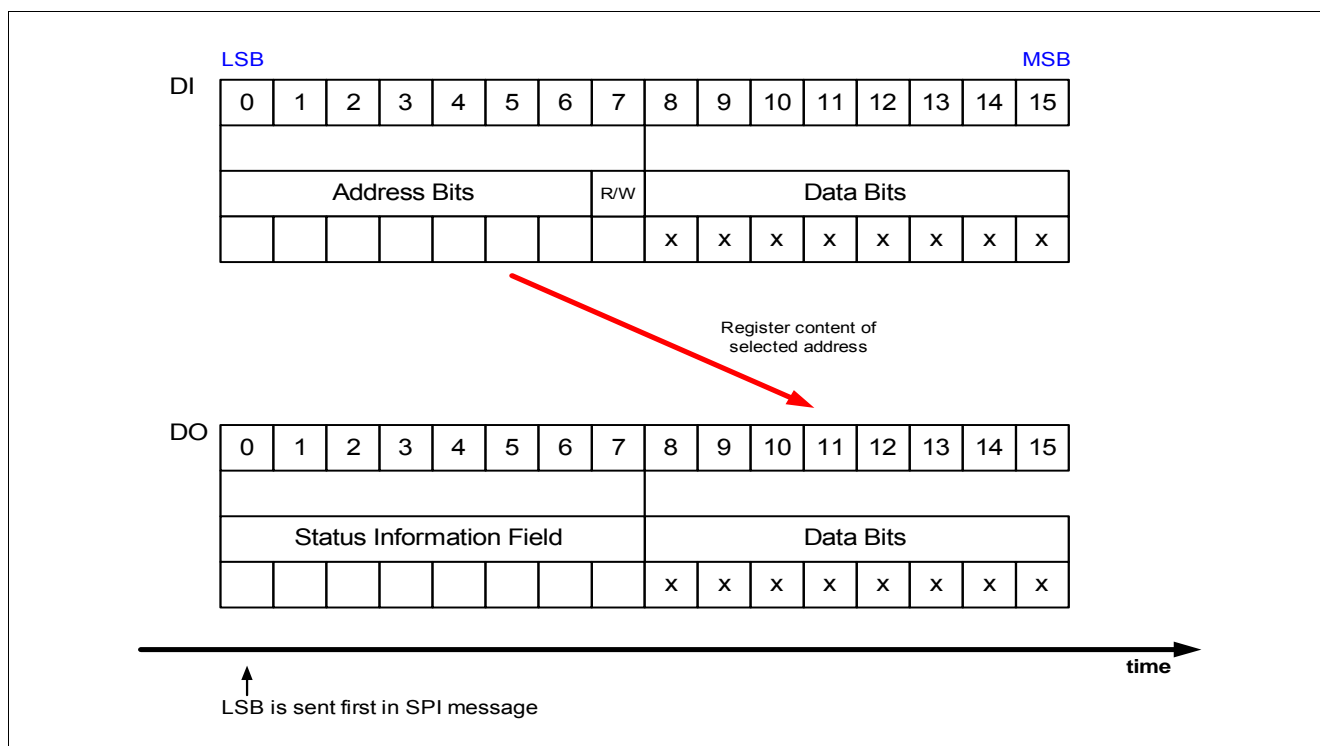 LSB MSB
DI
0 1 2 3 4 5 6 7 8 9 10 11 12 13 14 15
Address Bits R/W Data Bits
x x x x x x x x
Register content of
selected address
DO
0 1 2 3 4 5 6 7 8 9 10 11 12 13 14 15
Status Information Field Data Bits
x x x x x x x x
time
LSB is sent first in SPI message